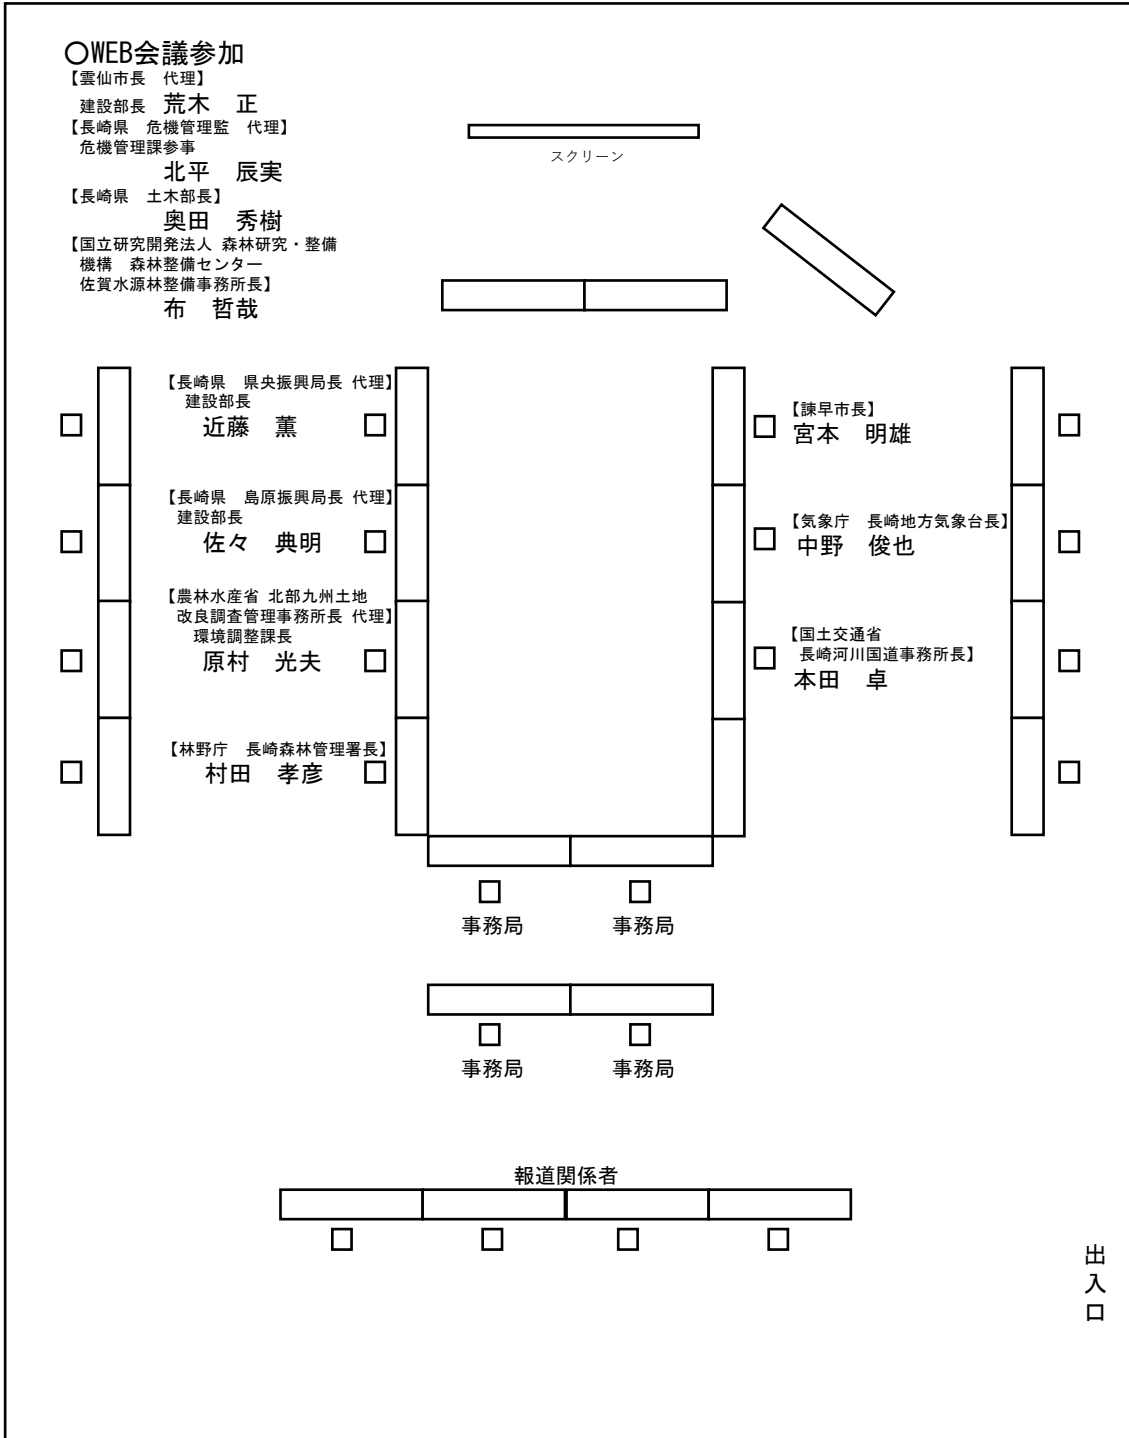 ○WEB会議参加
【雲仙市長　代理】
建設部長　荒木　正
【長崎県　危機管理監　代理】
危機管理課参事
北平　辰実
【長崎県　土木部長】
奥田　秀樹
【国立研究開発法人 森林研究・整備
機構　森林整備センター
佐賀水源林整備事務所長】
布　哲哉
スクリーン
【長崎県　県央振興局長 代理】
建設部長
近藤　薫
【長崎県　島原振興局長 代理】
建設部長
佐々　典明
【農林水産省 北部九州土地
改良調査管理事務所長 代理】
環境調整課長
原村　光夫
【林野庁　長崎森林管理署長】
村田　孝彦
【諫早市長】
宮本　明雄
【気象庁　長崎地方気象台長】
中野　俊也
【国土交通省
長崎河川国道事務所長】
本田　卓
事務局　事務局
事務局　事務局
報道関係者
出
入
口